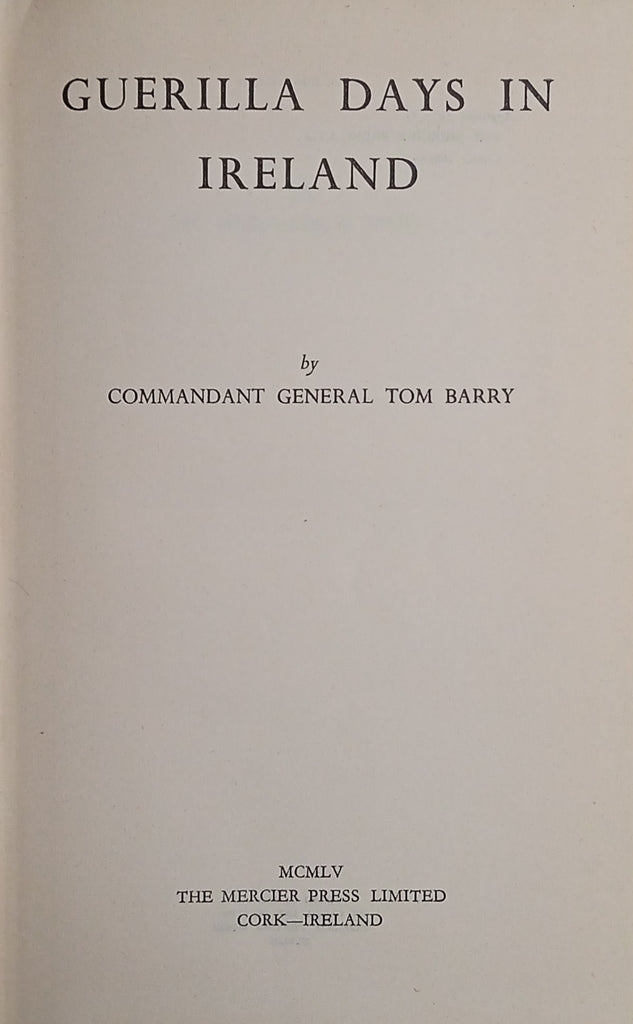 GUERILLA DAYS IN
IRELAND
by
COMMANDANT GENERAL TOM BARRY
MCMLV
THE MERCIER PRESS LIMITED
CORK—IRELAND